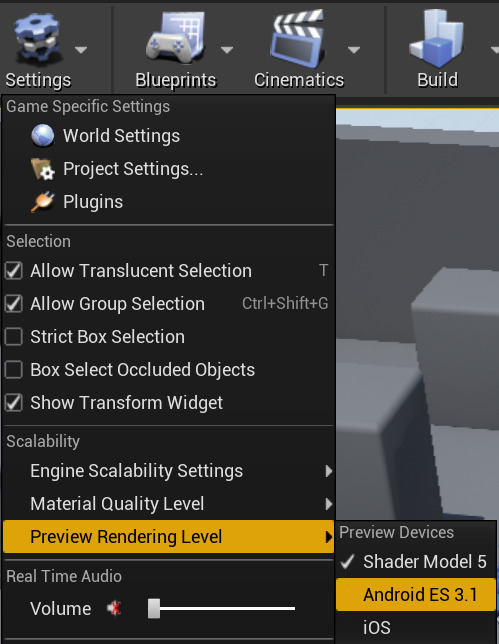 Settings
Blueprints
Cinematics
Build
Game Specific Settings
World Settings
Project Settings...
Plugins
Selection
Allow Translucent Selection T
Allow Group Selection Ctrl+Shift+G
Strict Box Selection
Box Select Occluded Objects
Show Transform Widget
Scalability
Engine Scalability Settings
Material Quality Level
Preview Rendering Level
Preview Devices
Shader Model 5
Android ES 3.1
iOS
Real Time Audio
Volume